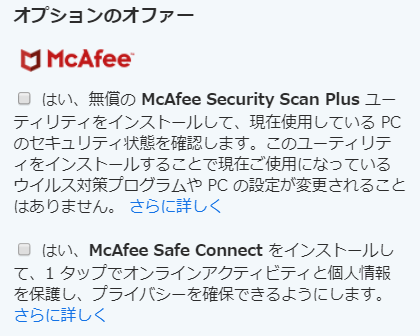 オプションのオファー
McAfee™
はい、無償の McAfee Security Scan Plus ユー
ティリティをインストールして、現在使用している PC
のセキュリティ状態を確認します。このユーティリテ
ィをインストールすることで現在ご使用になっている
ウイルス対策プログラムや PC の設定が変更されること
はありません。 さらに詳しく
はい、McAfee Safe Connect をインストールし
て、1 タップでオンラインアクティビティと個人情報
を保護し、プライバシーを確保できるようにします。
さらに詳しく